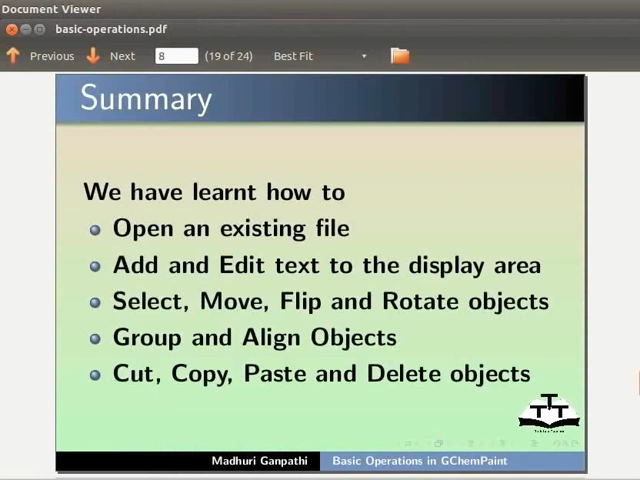 Document Viewer
basic-operations.pdf
Previous Next 8 (19 of 24) Best Fit
Summary
We have learnt how to
Open an existing file
Add and Edit text to the display area
Select, Move, Flip and Rotate objects
Group and Align Objects
Cut, Copy, Paste and Delete objects
Madhuri Ganpathi Basic Operations in GChemPaint